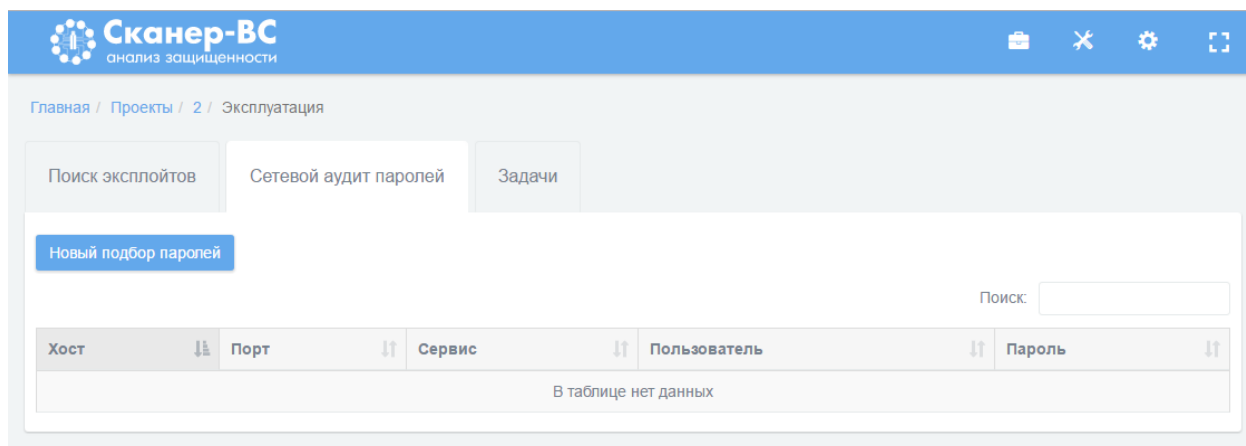 Сканер-ВС
анализ защищенности
Главная / Проекты / 2 / Эксплуатация
Поиск эксплойтов Сетевой аудит паролей Задачи
Новый подбор паролей
Поиск:
Хост Порт Сервис Пользователь Пароль
В таблице нет данных